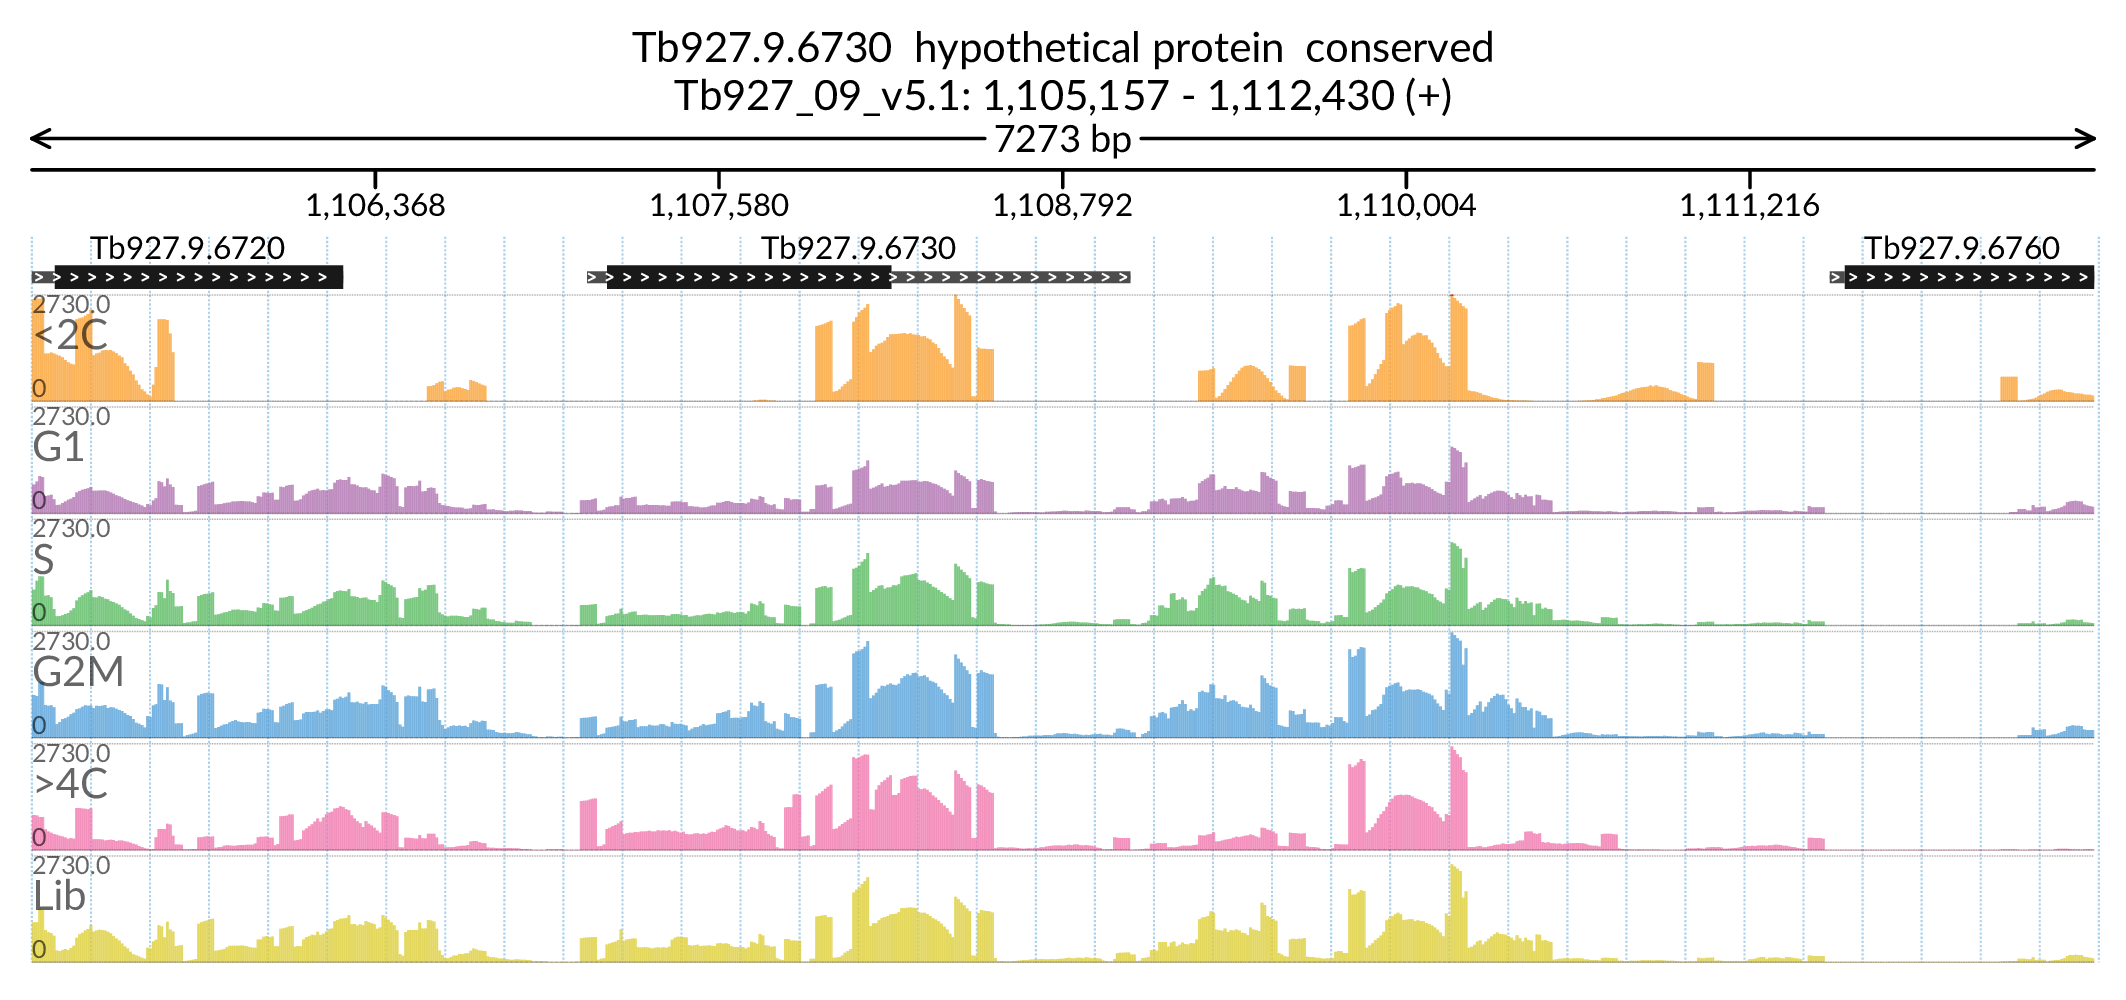 Tb927.9.6730 hypothetical protein conserved
Tb927_09_v5.1: 1,105,157 - 1,112,430 (+)
7273 bp
1,106,368 1,107,580 1,108,792 1,110,004 1,111,216
Tb927.9.6720 Tb927.9.6730 Tb927.9.6760
2730.0
<2C
0
2730.0
G1
0
2730.0
S
0
2730.0
G2M
0
2730.0
>4C
0
2730.0
Lib
0